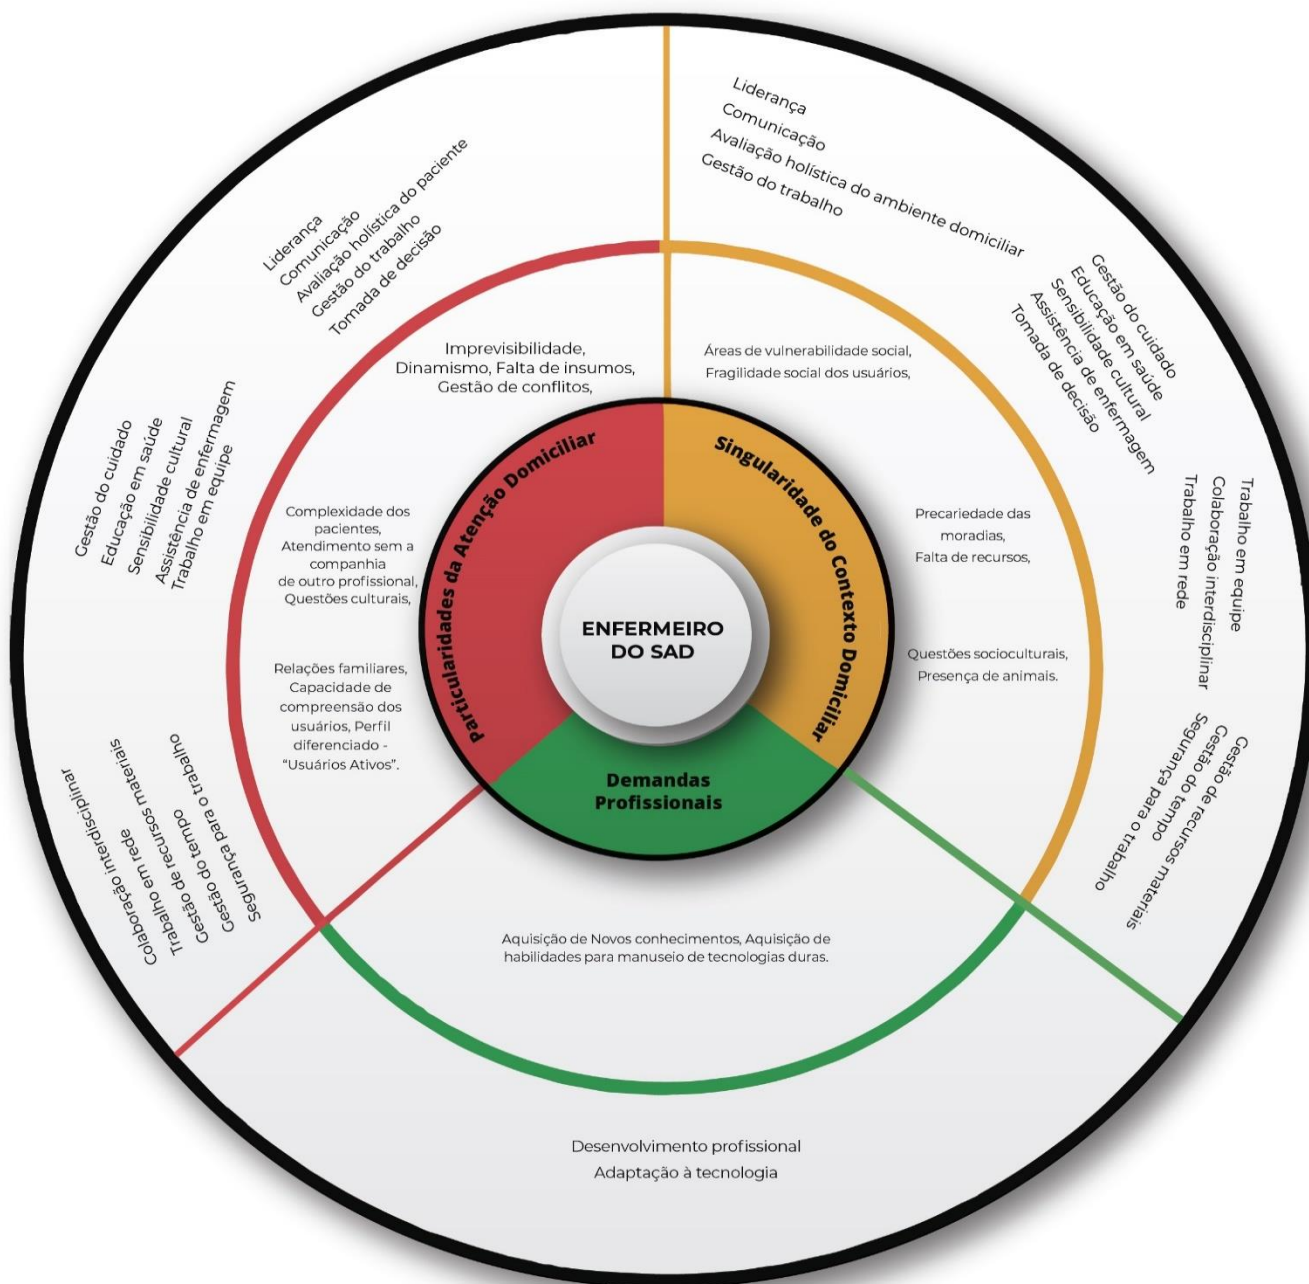 Liderança
Comunicação
Avaliação holística do paciente
Gestão do trabalho
Tomada de decisão
Gestão do cuidado
Educação em saúde
Sensibilidade cultural
Assistência de enfermagem
Trabalho em equipe
Colaboração interdisciplinar
Trabalho em rede
Gestão de recursos materiais
Gestão do tempo
Segurança para o trabalho
Liderança
Comunicação
Avaliação holística do ambiente domiciliar
Gestão do trabalho
Gestão do cuidado
Educação em saúde
Sensibilidade cultural
Assistência de enfermagem
Tomada de decisão
Trabalho em equipe
Colaboração interdisciplinar
Trabalho em rede
Gestão de recursos materiais
Gestão do tempo
Segurança para o trabalho
Imprevisibilidade,
Dinamismo, Falta de insumos,
Gestão de conflitos,
Complexidade dos
pacientes,
Atendimento sem a
companhia
de outro profissional,
Questões culturais,
Relações familiares,
Capacidade de
compreensão dos
usuários, Perfil
diferenciado -
“Usuários Ativos”.
Áreas de vulnerabilidade social,
Fragilidade social dos usuários,
Precariedade das
moradias,
Falta de recursos,
Questões socioculturais,
Presença de animais.
Particularidades da Atenção Domiciliar
Singularidade do Contexto Domiciliar
ENFERMEIRO
DO SAD
Demandas
Profissionais
Aquisição de Novos conhecimentos, Aquisição de
habilidades para manuseio de tecnologias duras.
Desenvolvimento profissional
Adaptação à tecnologia